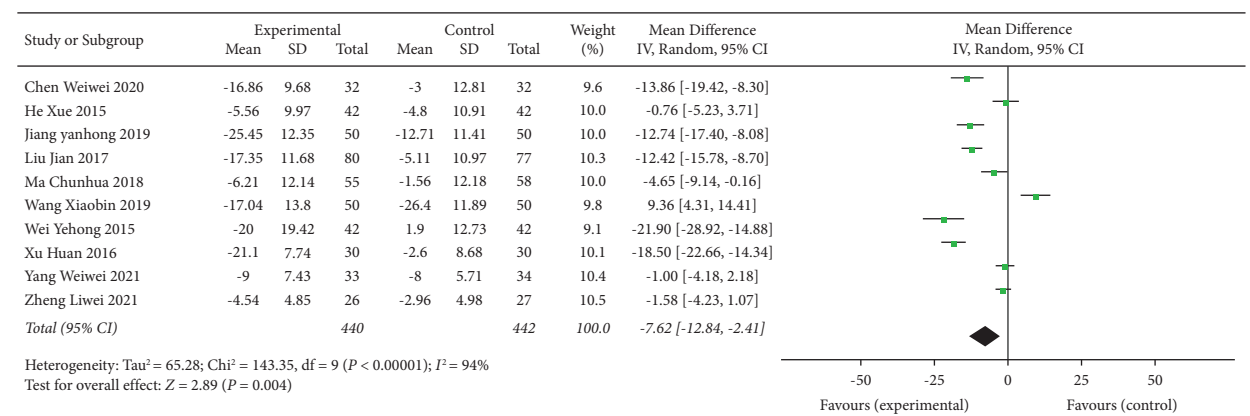 Study or Subgroup Experimental Control Weight (%) Mean Difference IV, Random, 95% CI Mean Difference IV, Random, 95% CI
Mean SD Total Mean SD Total
Chen Weiwei 2020 -16.86 9.68 32 -3 12.81 32 9.6 -13.86 [-19.42, -8.30]
He Xue 2015 -5.56 9.97 42 -4.8 10.91 42 10.0 -0.76 [-5.23, 3.71]
Jiang yanhong 2019 -25.45 12.35 50 -12.71 11.41 50 10.0 -12.74 [-17.40, -8.08]
Liu Jian 2017 -17.35 11.68 80 -5.11 10.97 77 10.3 -12.42 [-15.78, -8.70]
Ma Chunhua 2018 -6.21 12.14 55 -1.56 12.18 58 10.0 -4.65 [-9.14, -0.16]
Wang Xiaobin 2019 -17.04 13.8 50 -26.4 11.89 50 9.8 9.36 [4.31, 14.41]
Wei Yehong 2015 -20 19.42 42 1.9 12.73 42 9.1 -21.90 [-28.92, -14.88]
Xu Huan 2016 -21.1 7.74 30 -2.6 8.68 30 10.1 -18.50 [-22.66, -14.34]
Yang Weiwei 2021 -9 7.43 33 -8 5.71 34 10.4 -1.00 [-4.18, 2.18]
Zheng Liwei 2021 -4.54 4.85 26 -2.96 4.98 27 10.5 -1.58 [-4.23, 1.07]
Total (95% CI) 440 442 100.0 -7.62 [-12.84, -2.41]
Heterogeneity: Tau² = 65.28; Chi² = 143.35, df = 9 (P < 0.00001); I² = 94%
Test for overall effect: Z = 2.89 (P = 0.004)
-50 -25 0 25 50
Favours (experimental) Favours (control)